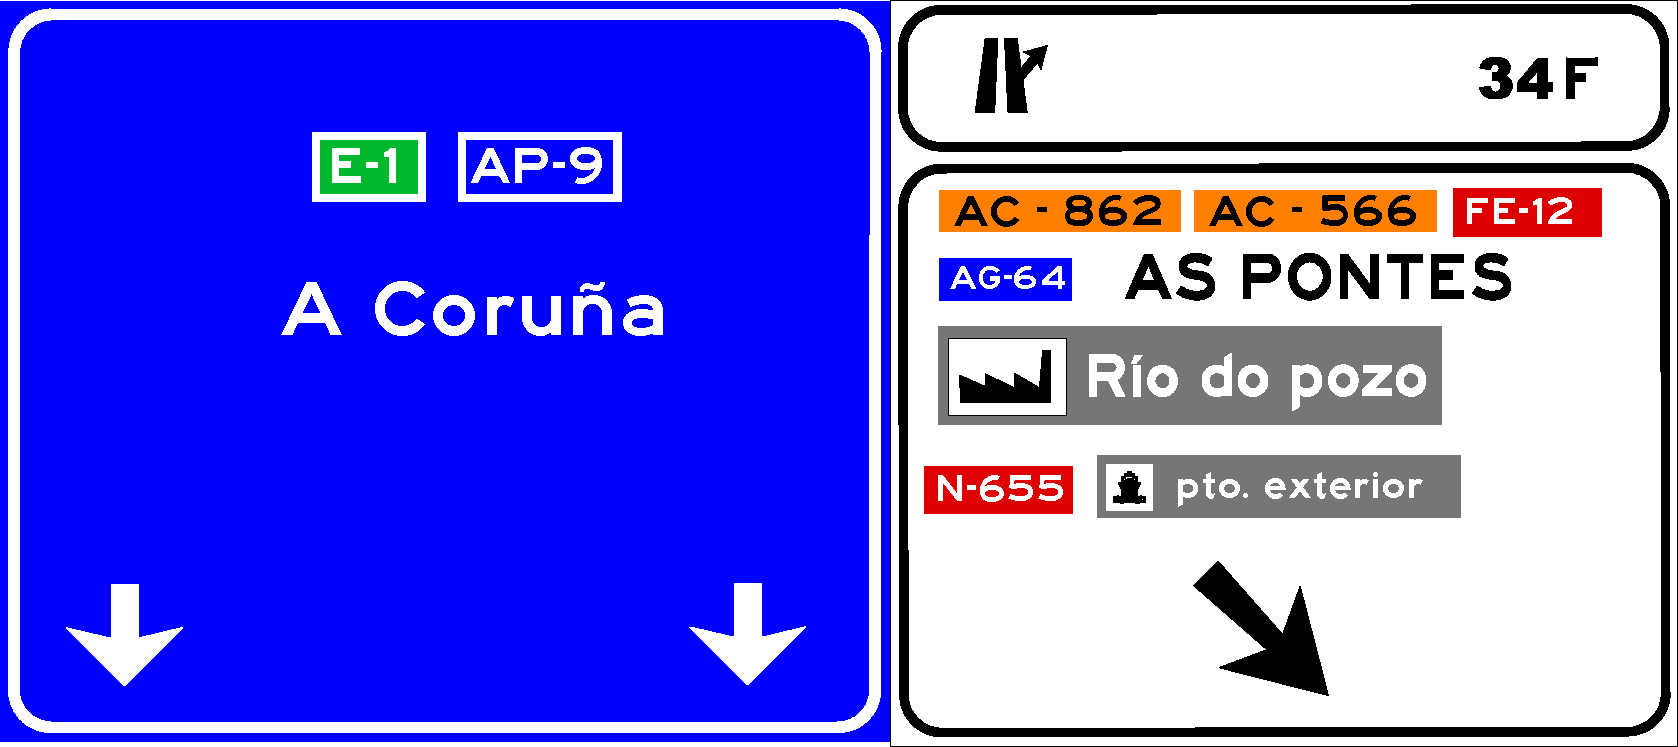 E-1 AP-9
A Coruña
34F
AC - 862 AC - 566 FE-12
AG-64 AS PONTES
Río do pozo
N-655 pto. exterior